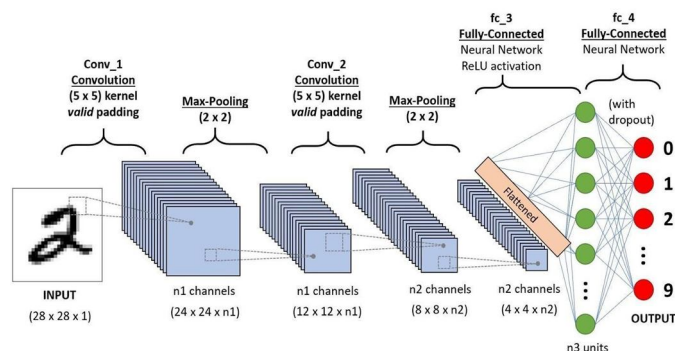 fc_3
Fully-Connected
Neural Network
ReLU activation
fc_4
Fully-Connected
Neural Network
Conv_1
Convolution
(5 x 5) kernel
valid padding
Max-Pooling
(2 x 2)
Conv_2
Convolution
(5 x 5) kernel
valid padding
Max-Pooling
(2 x 2)
(with
dropout)
Flattened
0
1
2
9
INPUT
(28 x 28 x 1)
n1 channels
(24 x 24 x n1)
n1 channels
(12 x 12 x n1)
n2 channels
(8 x 8 x n2)
n2 channels
(4 x 4 x n2)
OUTPUT
n3 units
2